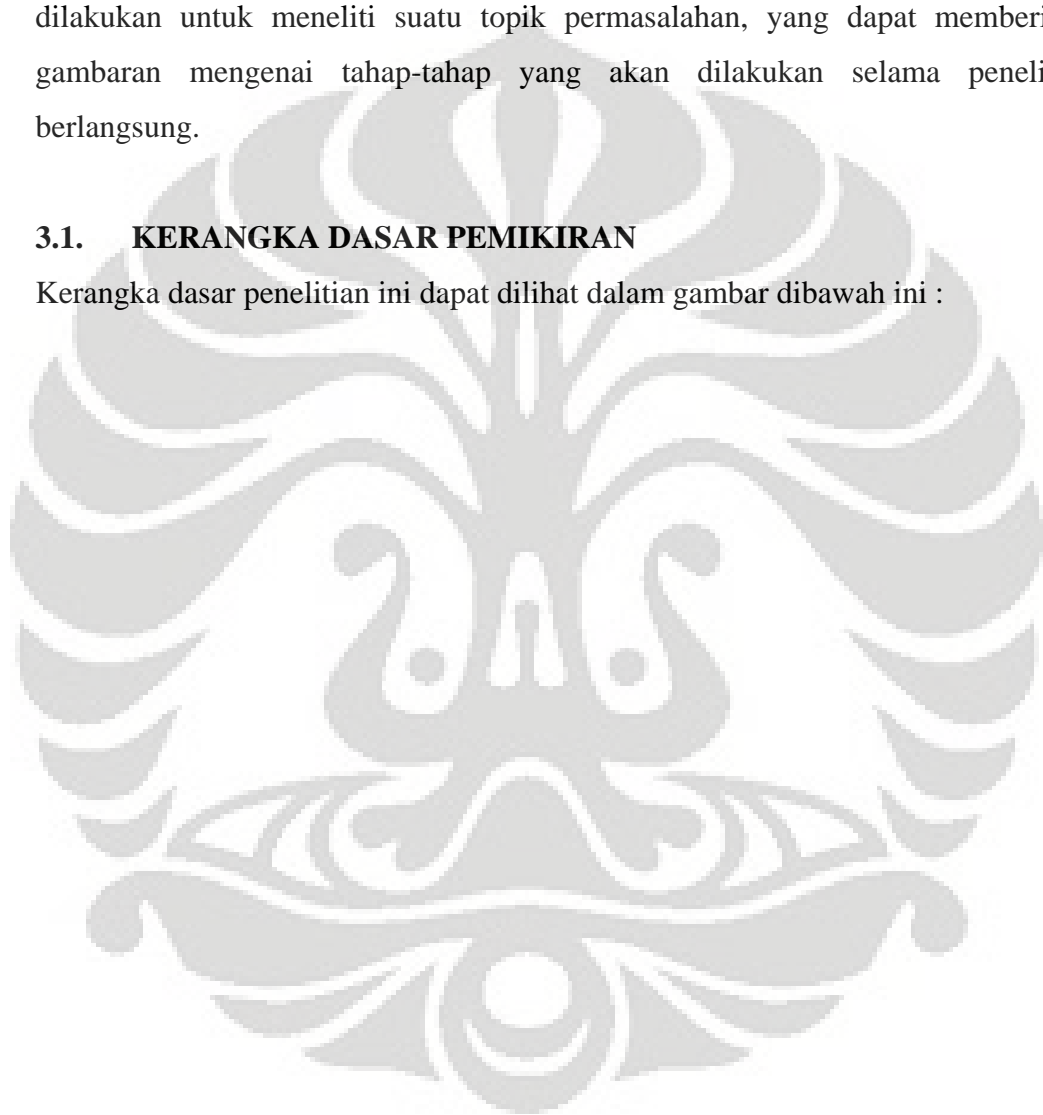 dilakukan untuk meneliti suatu topik permasalahan, yang dapat memberi
gambaran mengenai tahap-tahap yang akan dilakukan selama peneli
berlangsung.
3.1. KERANGKA DASAR PEMIKIRAN
Kerangka dasar penelitian ini dapat dilihat dalam gambar dibawah ini :